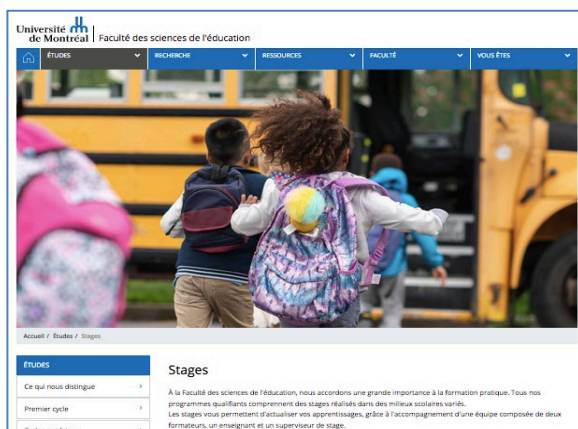 Université
de Montréal
Faculté des sciences de l'éducation
ÉTUDES
RECHERCHE
RESSOURCES
FACULTÉ
VOUS ÊTES
Accueil / Études / Stages
ÉTUDES
Ce qui nous distingue
Premier cycle
Stages
À la Faculté des sciences de l'éducation, nous accordons une grande importance à la formation pratique. Tous nos
programmes qualifiants comprennent des stages réalisés dans des milieux scolaires variés.
Les stages vous permettent d'actualiser vos apprentissages, grâce à l'accompagnement d'une équipe composée de deux
formateurs, un enseignant et un superviseur de stage.